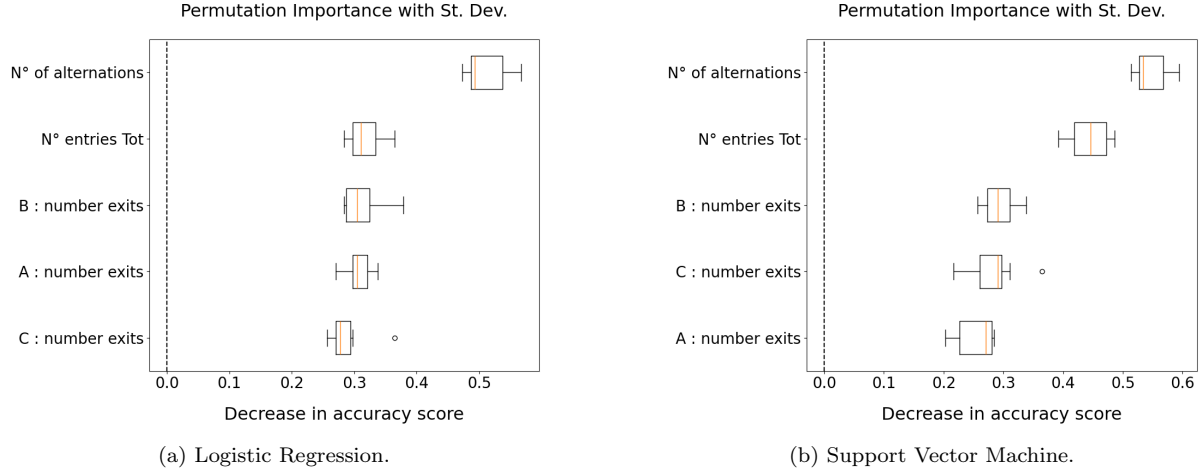 Permutation Importance with St. Dev.
N° of alternations
N° entries Tot
B : number exits
A : number exits
C : number exits
0.0 0.1 0.2 0.3 0.4 0.5
Decrease in accuracy score
(a) Logistic Regression.
Permutation Importance with St. Dev.
N° of alternations
N° entries Tot
B : number exits
C : number exits
A : number exits
0.0 0.1 0.2 0.3 0.4 0.5 0.6
Decrease in accuracy score
(b) Support Vector Machine.